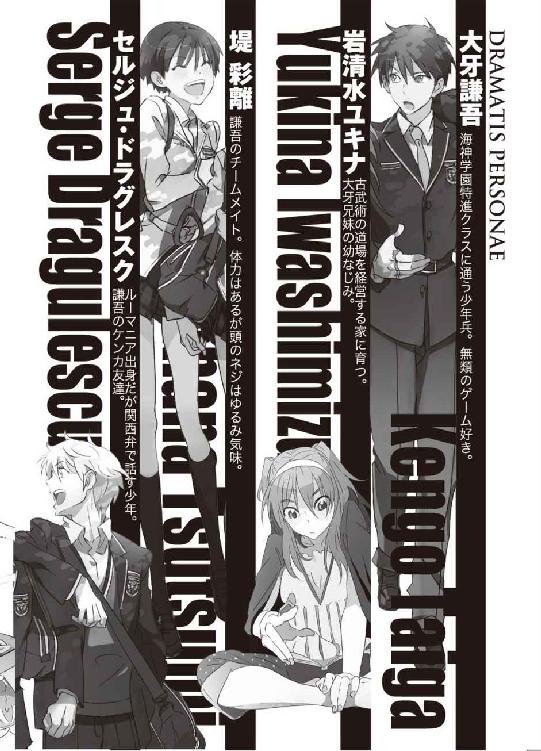 DRAMATIS PERSONAE
大牙謙吾
海神学園特進クラスに通う少年兵。無類のゲーム好き。
Kengo Taiga
岩清水ユキナ
古武術の道場を経営する家に育つ。
大牙兄妹の幼なじみ。
Yukina Iwashimizu
堤 彩離
謙吾のチームメイト。体力はあるが頭のネジはゆるみ気味。
Tsutsumi
セルジュ・ドラグレスク
ルーマニア出身だが関西弁で話す少年。
謙吾のケンカ友達。
Serge Dragulescu